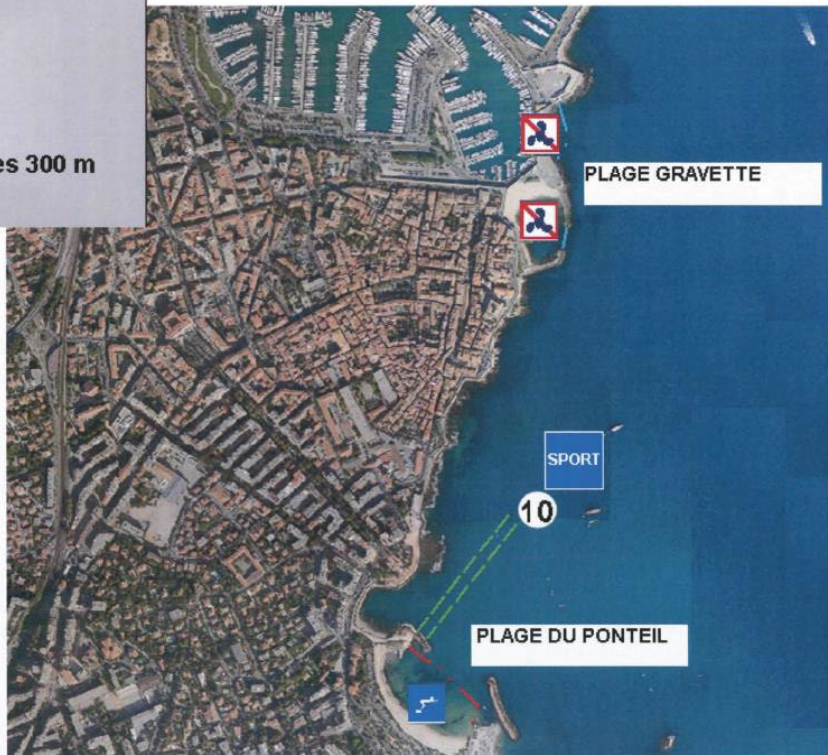 es 300 m
PLAGE GRAVETTE
SPORT
10
PLAGE DU PONTEIL